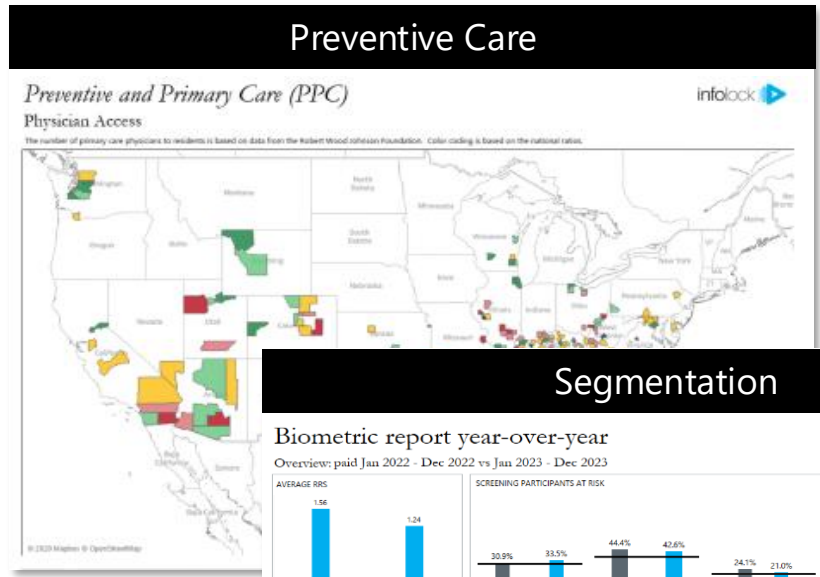 Preventive Care
Preventive and Primary Care (PPC)
infolock
Physician Access
The number of primary care physicians to residents is based on data from the Robert Wood Johnson Foundation. Color coding is based on the national ratios.
North
Dakota
Montana
Minnesota
Maine
Oregon
Idaho
South
Dakota
Wisconsin
Michigan
New York
Nebraska
Iowa
Nevada
Utah
Illinois
Indiana
Ohio
Pennsylvania
Kansas
Missouri
Baja
California
Sonora
© 2020 Mapbox © OpenStreetMap
Segmentation
Biometric report year-over-year
Overview: paid Jan 2022 - Dec 2022 vs Jan 2023 - Dec 2023
AVERAGE RRS
SCREENING PARTICIPANTS AT RISK
1.56
1.24
30.9%
33.5%
44.4%
42.6%
24.1%
21.0%